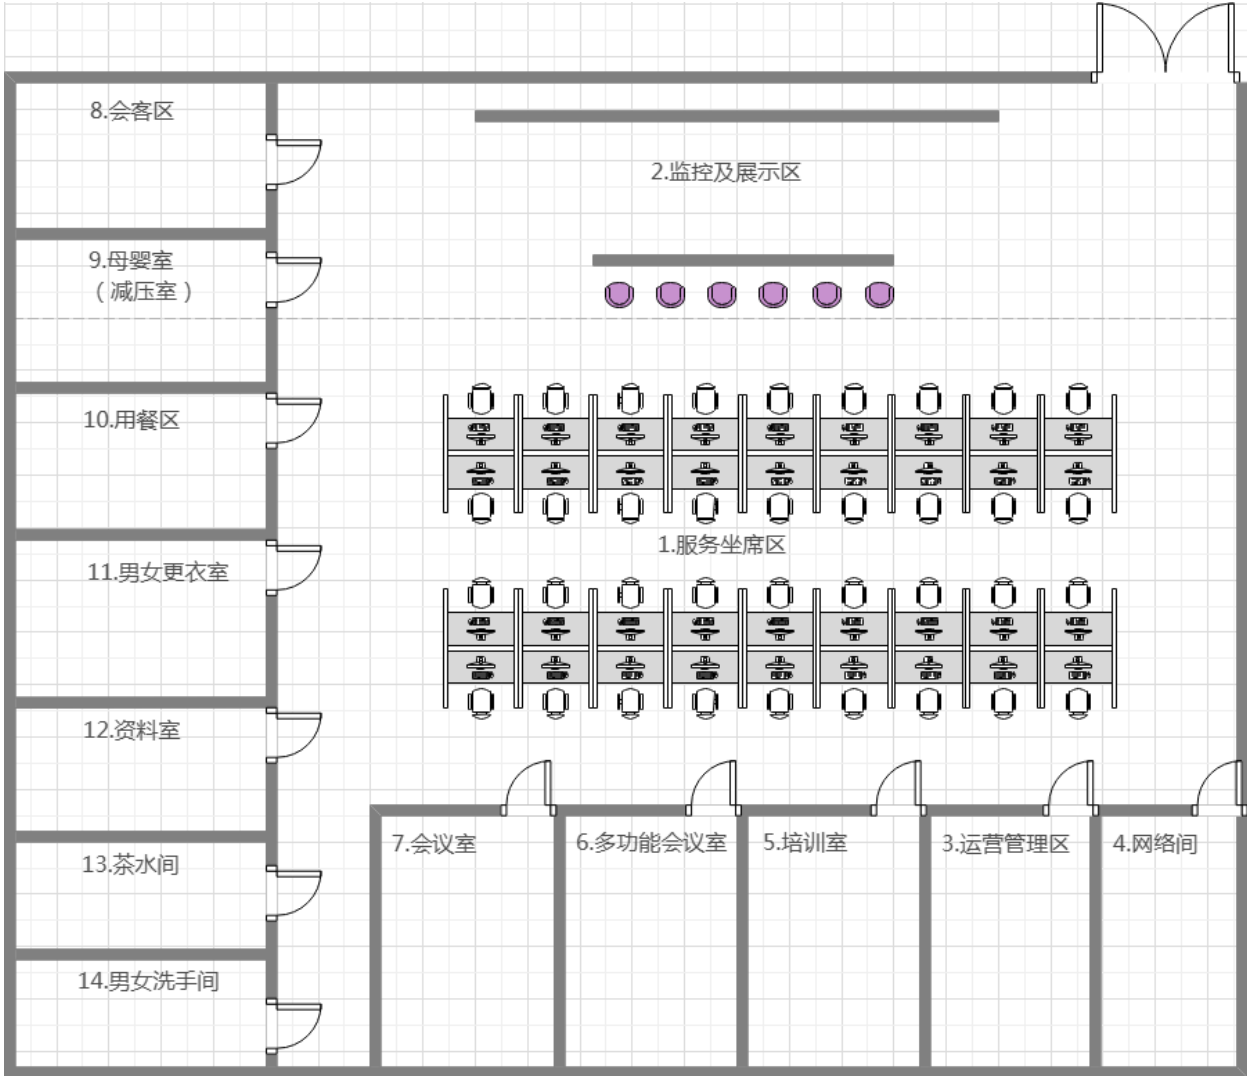 8.会客区
2.监控及展示区
9.母婴室
（减压室）
10.用餐区
1.服务坐席区
11.男女更衣室
12.资料室
7.会议室
6.多功能会议室
5.培训室
3.运营管理区
4.网络间
13.茶水间
14.男女洗手间